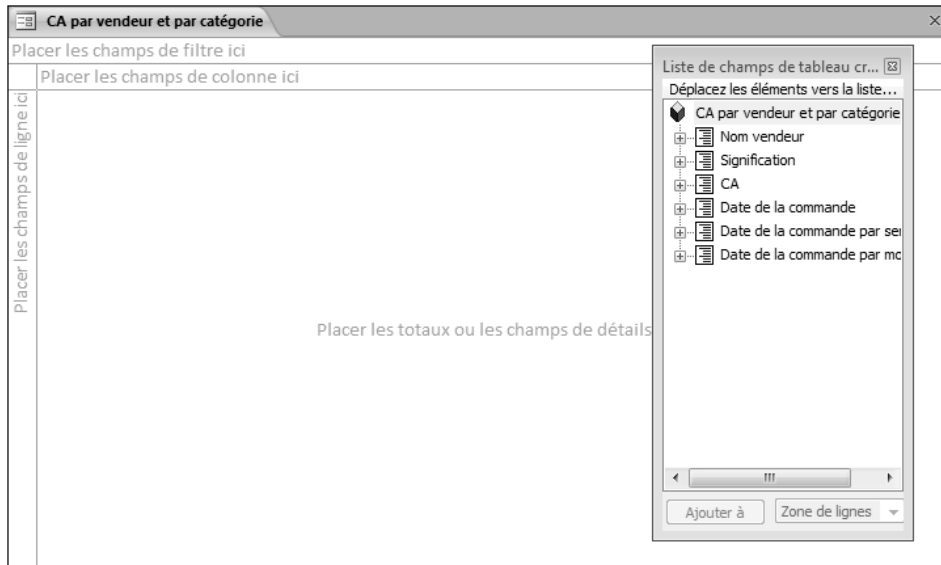 CA par vendeur et par catégorie
Placer les champs de filtre ici
Placer les champs de colonne ici
Placer les champs de ligne ici
Placer les totaux ou les champs de détails
Liste de champs de tableau cr...
Déplacez les éléments vers la liste...
CA par vendeur et par catégorie
Nom vendeur
Signification
CA
Date de la commande
Date de la commande par
Date de la commande par
Ajouter à
Zone de lignes